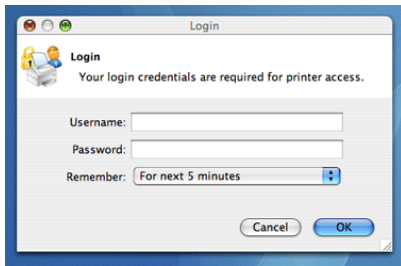 Login
Login
Your login credentials are required for printer access.
Username:
Password:
Remember: For next 5 minutes
Cancel OK